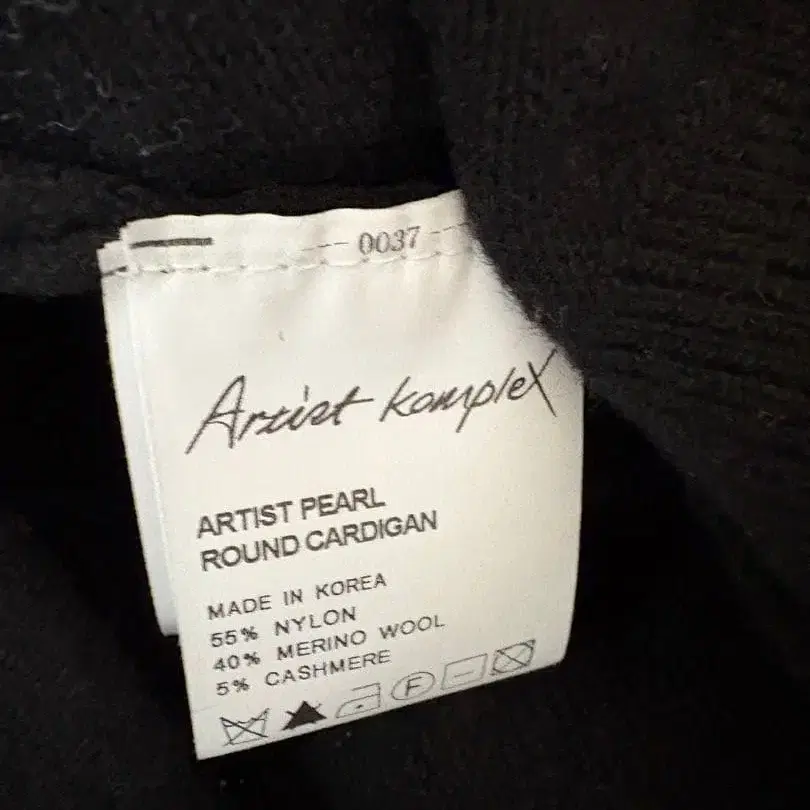 0037
Artist komplex
ARTIST PEARL
ROUND CARDIGAN
MADE IN KOREA
55% NYLON
40% MERINO WOOL
5% CASHMERE
F